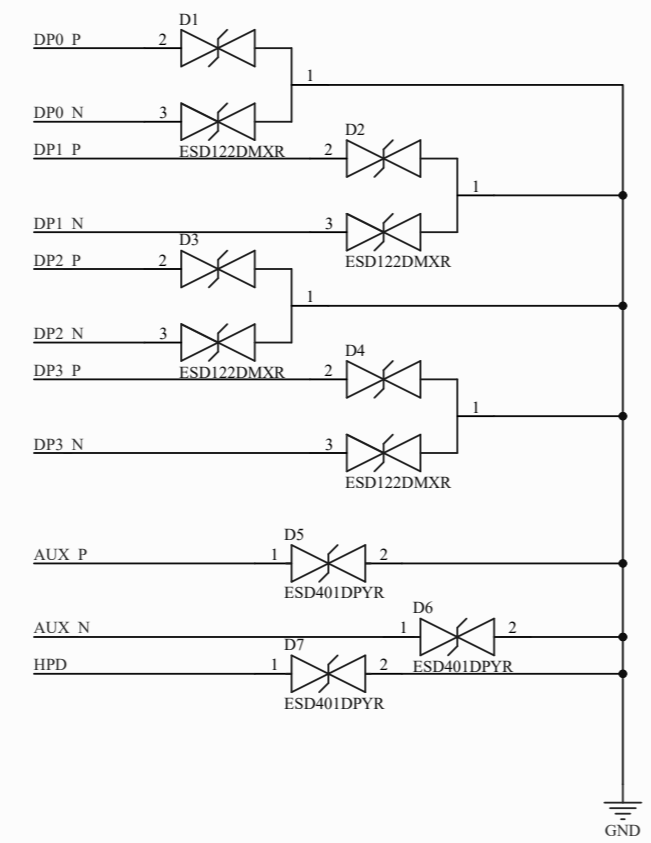 D1
DP0_P 2
1
DP0_N 3
ESD122DMXR
D2
DP1_P 2
1
DP1_N 3
ESD122DMXR
D3
DP2_P 2
1
DP2_N 3
ESD122DMXR
D4
DP3_P 2
1
DP3_N 3
ESD122DMXR
D5
AUX_P 1 2
ESD401DPYR
D6
AUX_N 1 2
ESD401DPYR
D7
HPD 1 2
ESD401DPYR
GND